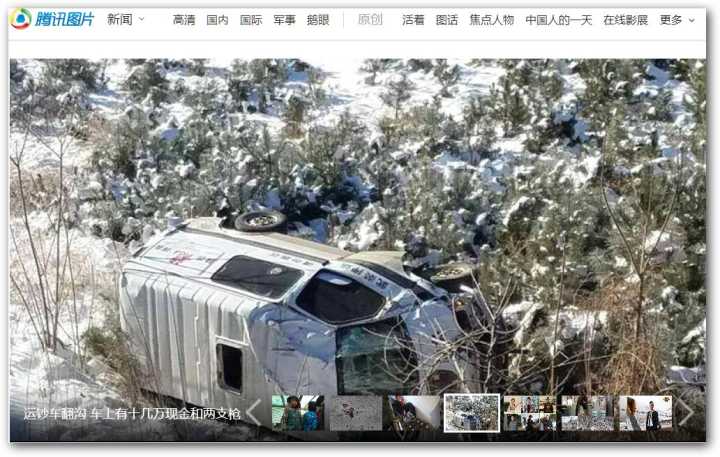 腾讯图片 新闻 高清 国内 国际 军事 鹅眼 原创 活着 图话 焦点人物 中国人的一天 在线影展 更多
运钞车翻沟 车上有十几万现金和两支枪